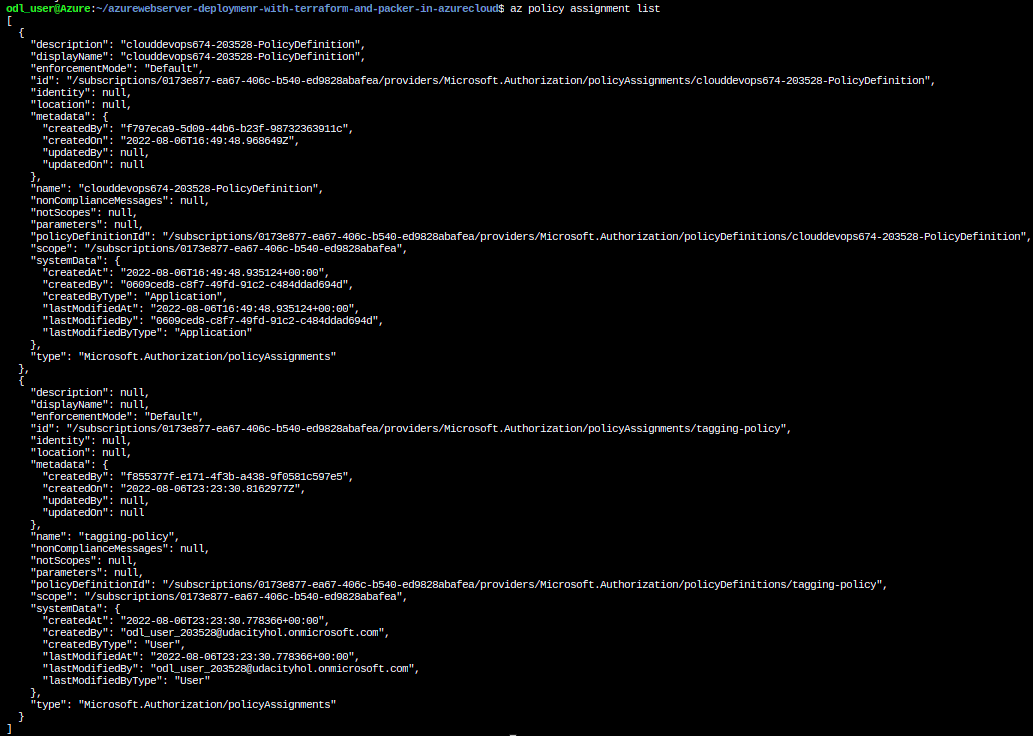 odl_user@Azure:~/azurewebserver-deploymenr-with-terraform-and-packer-in-azurecloud$ az policy assignment list
[
  {
    "description": "clouddevops674-203528-PolicyDefinition",
    "displayName": "clouddevops674-203528-PolicyDefinition",
    "enforcementMode": "Default",
    "id": "/subscriptions/0173e877-ea67-406c-b540-ed9828abafea/providers/Microsoft.Authorization/policyAssignments/clouddevops674-203528-PolicyDefinition",
    "identity": null,
    "location": null,
    "metadata": {
      "createdBy": "f797eca9-5d09-44b6-b23f-98732363911c",
      "createdOn": "2022-08-06T16:49:48.968649Z",
      "updatedBy": null,
      "updatedOn": null
    },
    "name": "clouddevops674-203528-PolicyDefinition",
    "nonComplianceMessages": null,
    "notScopes": null,
    "parameters": null,
    "policyDefinitionId": "/subscriptions/0173e877-ea67-406c-b540-ed9828abafea/providers/Microsoft.Authorization/policyDefinitions/clouddevops674-203528-PolicyDefinition",
    "scope": "/subscriptions/0173e877-ea67-406c-b540-ed9828abafea",
    "systemData": {
      "createdAt": "2022-08-06T16:49:48.935124+00:00",
      "createdBy": "0609ced8-c8f7-49fd-91c2-c484ddad694d",
      "createdByType": "Application",
      "lastModifiedAt": "2022-08-06T16:49:48.935124+00:00",
      "lastModifiedBy": "0609ced8-c8f7-49fd-91c2-c484ddad694d",
      "lastModifiedByType": "Application"
    },
    "type": "Microsoft.Authorization/policyAssignments"
  },
  {
    "description": null,
    "displayName": null,
    "enforcementMode": "Default",
    "id": "/subscriptions/0173e877-ea67-406c-b540-ed9828abafea/providers/Microsoft.Authorization/policyAssignments/tagging-policy",
    "identity": null,
    "location": null,
    "metadata": {
      "createdBy": "f855377f-e171-4f3b-a438-9f0581c597e5",
      "createdOn": "2022-08-06T23:23:30.8162977Z",
      "updatedBy": null,
      "updatedOn": null
    },
    "name": "tagging-policy",
    "nonComplianceMessages": null,
    "notScopes": null,
    "parameters": null,
    "policyDefinitionId": "/subscriptions/0173e877-ea67-406c-b540-ed9828abafea/providers/Microsoft.Authorization/policyDefinitions/tagging-policy",
    "scope": "/subscriptions/0173e877-ea67-406c-b540-ed9828abafea",
    "systemData": {
      "createdAt": "2022-08-06T23:23:30.778366+00:00",
      "createdBy": "odl_user_203528@udacityhol.onmicrosoft.com",
      "createdByType": "User",
      "lastModifiedAt": "2022-08-06T23:23:30.778366+00:00",
      "lastModifiedBy": "odl_user_203528@udacityhol.onmicrosoft.com",
      "lastModifiedByType": "User"
    },
    "type": "Microsoft.Authorization/policyAssignments"
  }
]